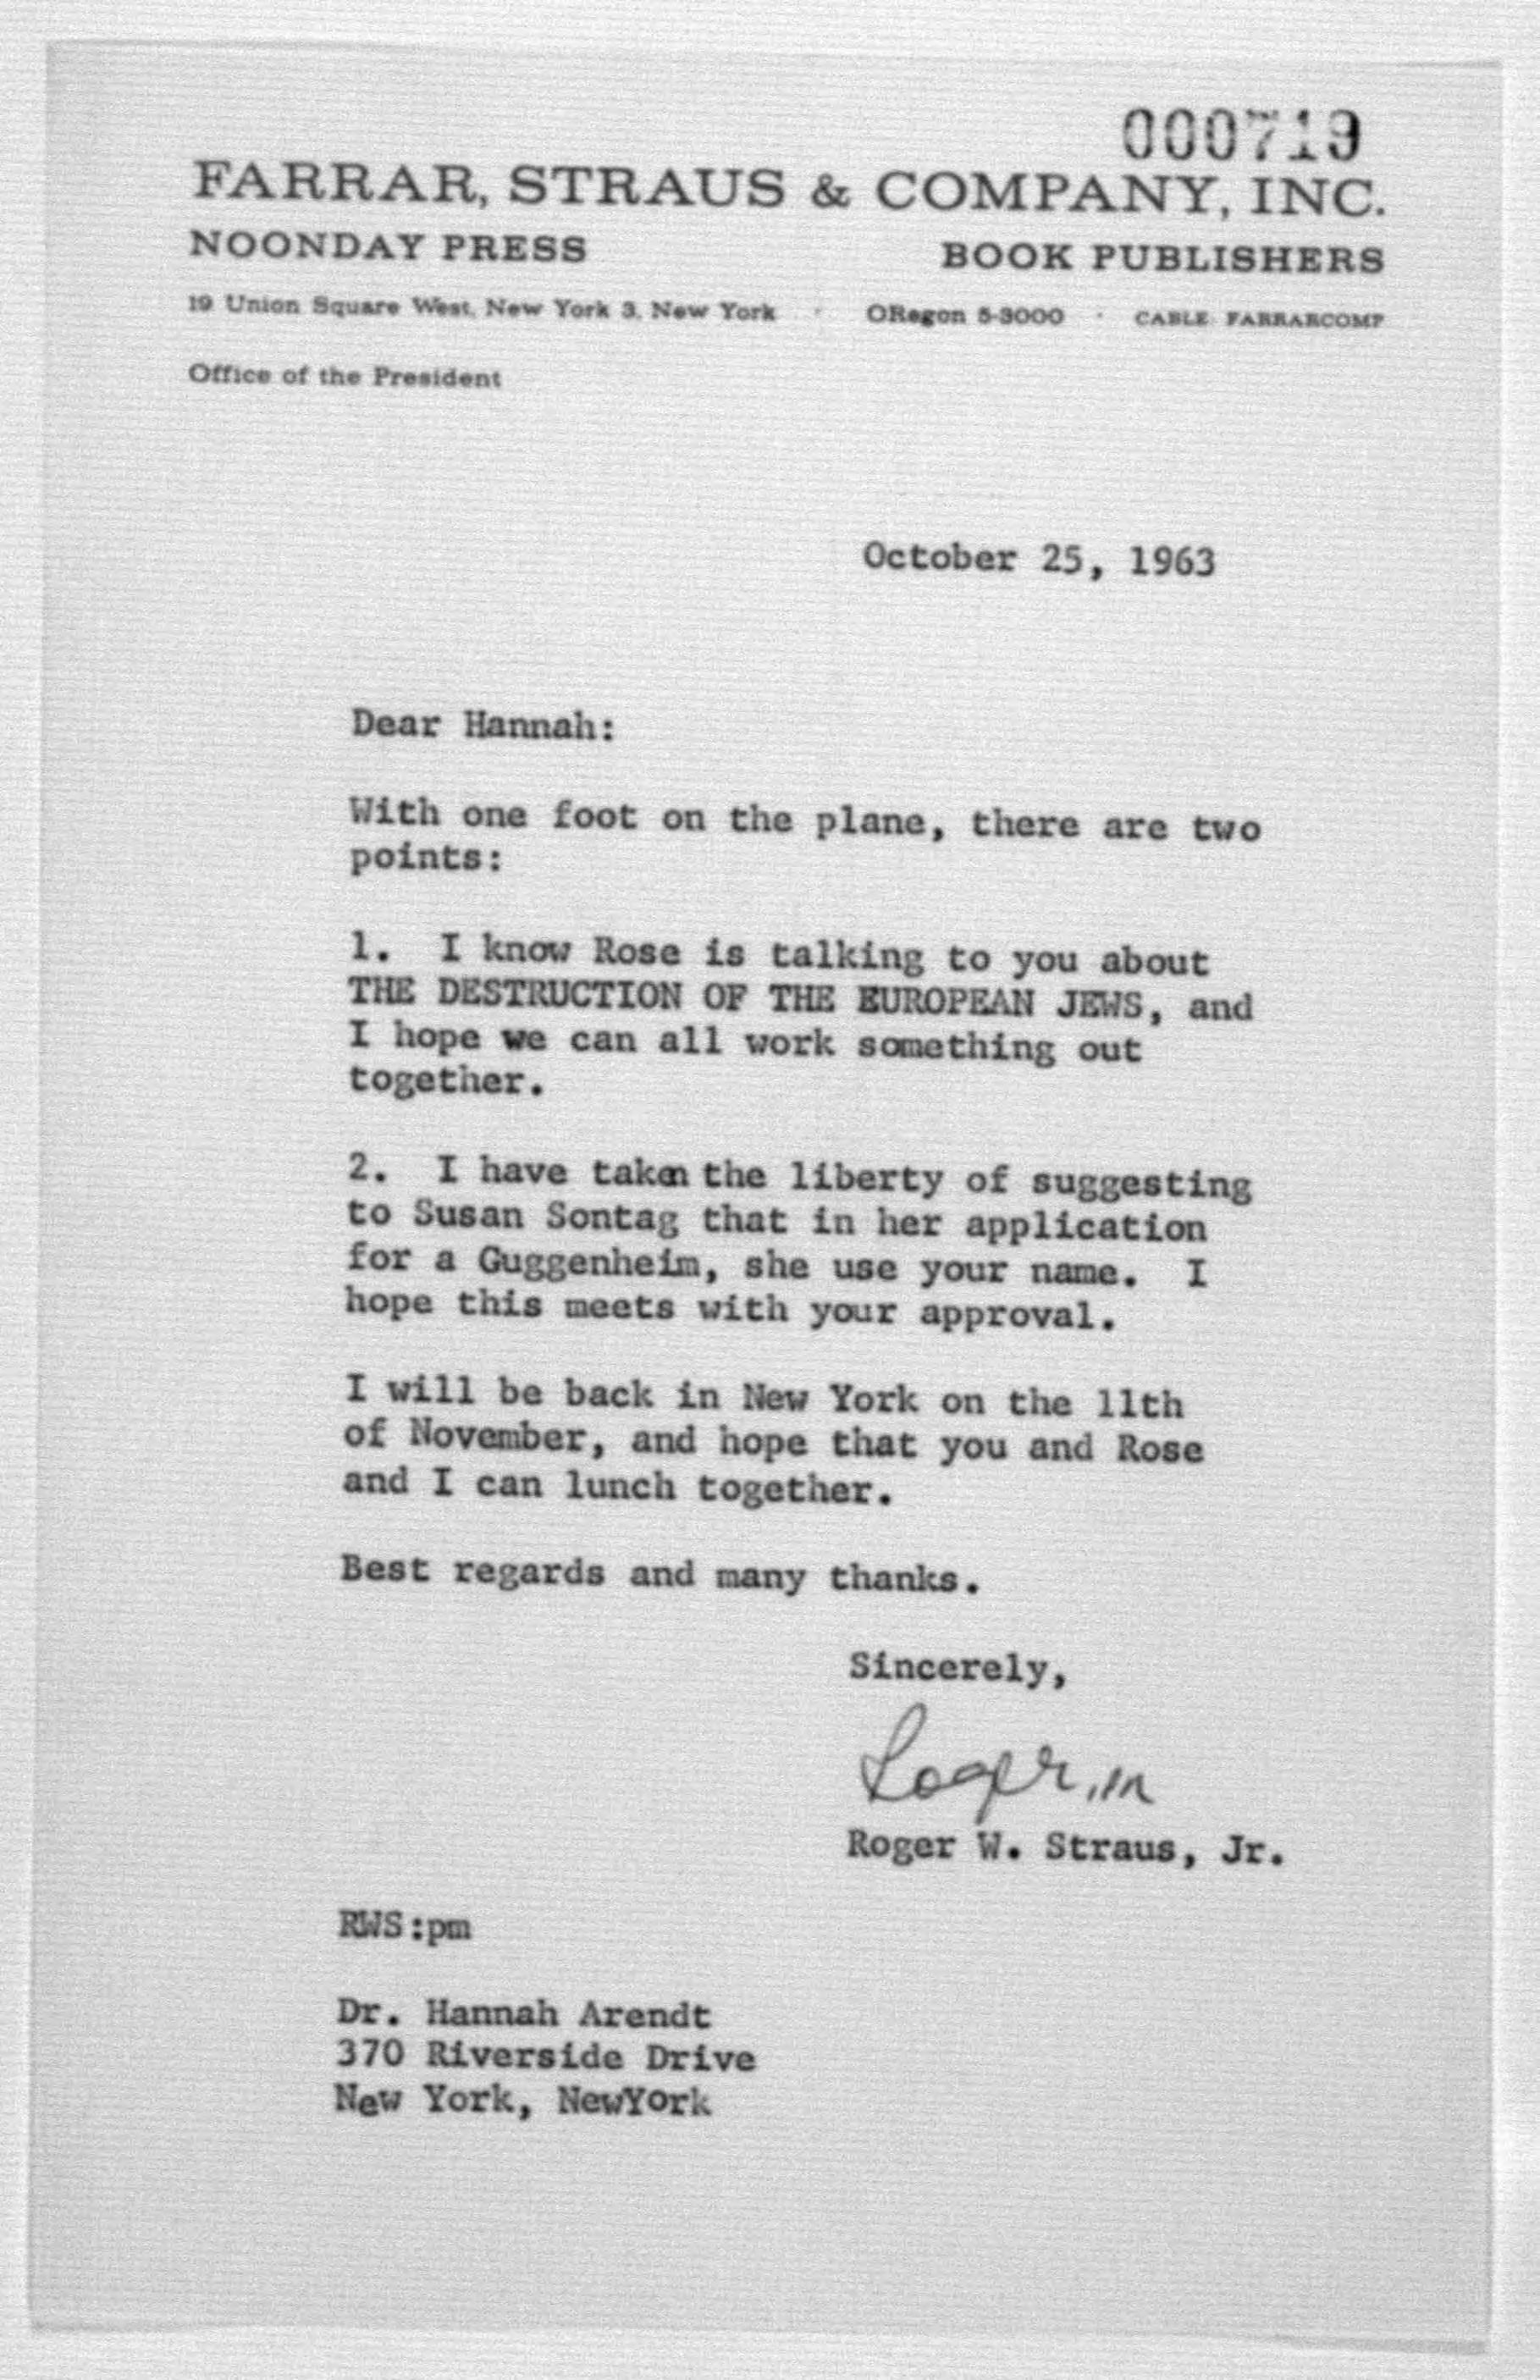 000719
FARRAR, STRAUS & COMPANY, INC.
NOONDAY PRESS BOOK PUBLISHERS
19 Union Square West, New York 3, New York · ORegon 5-3000 · CABLE FARRARCOMP
Office of the President
October 25, 1963
Dear Hannah:
With one foot on the plane, there are two
points:
1. I know Rose is talking to you about
THE DESTRUCTION OF THE EUROPEAN JEWS, and
I hope we can all work something out
together.
2. I have taken the liberty of suggesting
to Susan Sontag that in her application
for a Guggenheim, she use your name. I
hope this meets with your approval.
I will be back in New York on the 11th
of November, and hope that you and Rose
and I can lunch together.
Best regards and many thanks.
Sincerely,
Roger
Roger W. Straus, Jr.
RWS:pm
Dr. Hannah Arendt
370 Riverside Drive
New York, NewYork